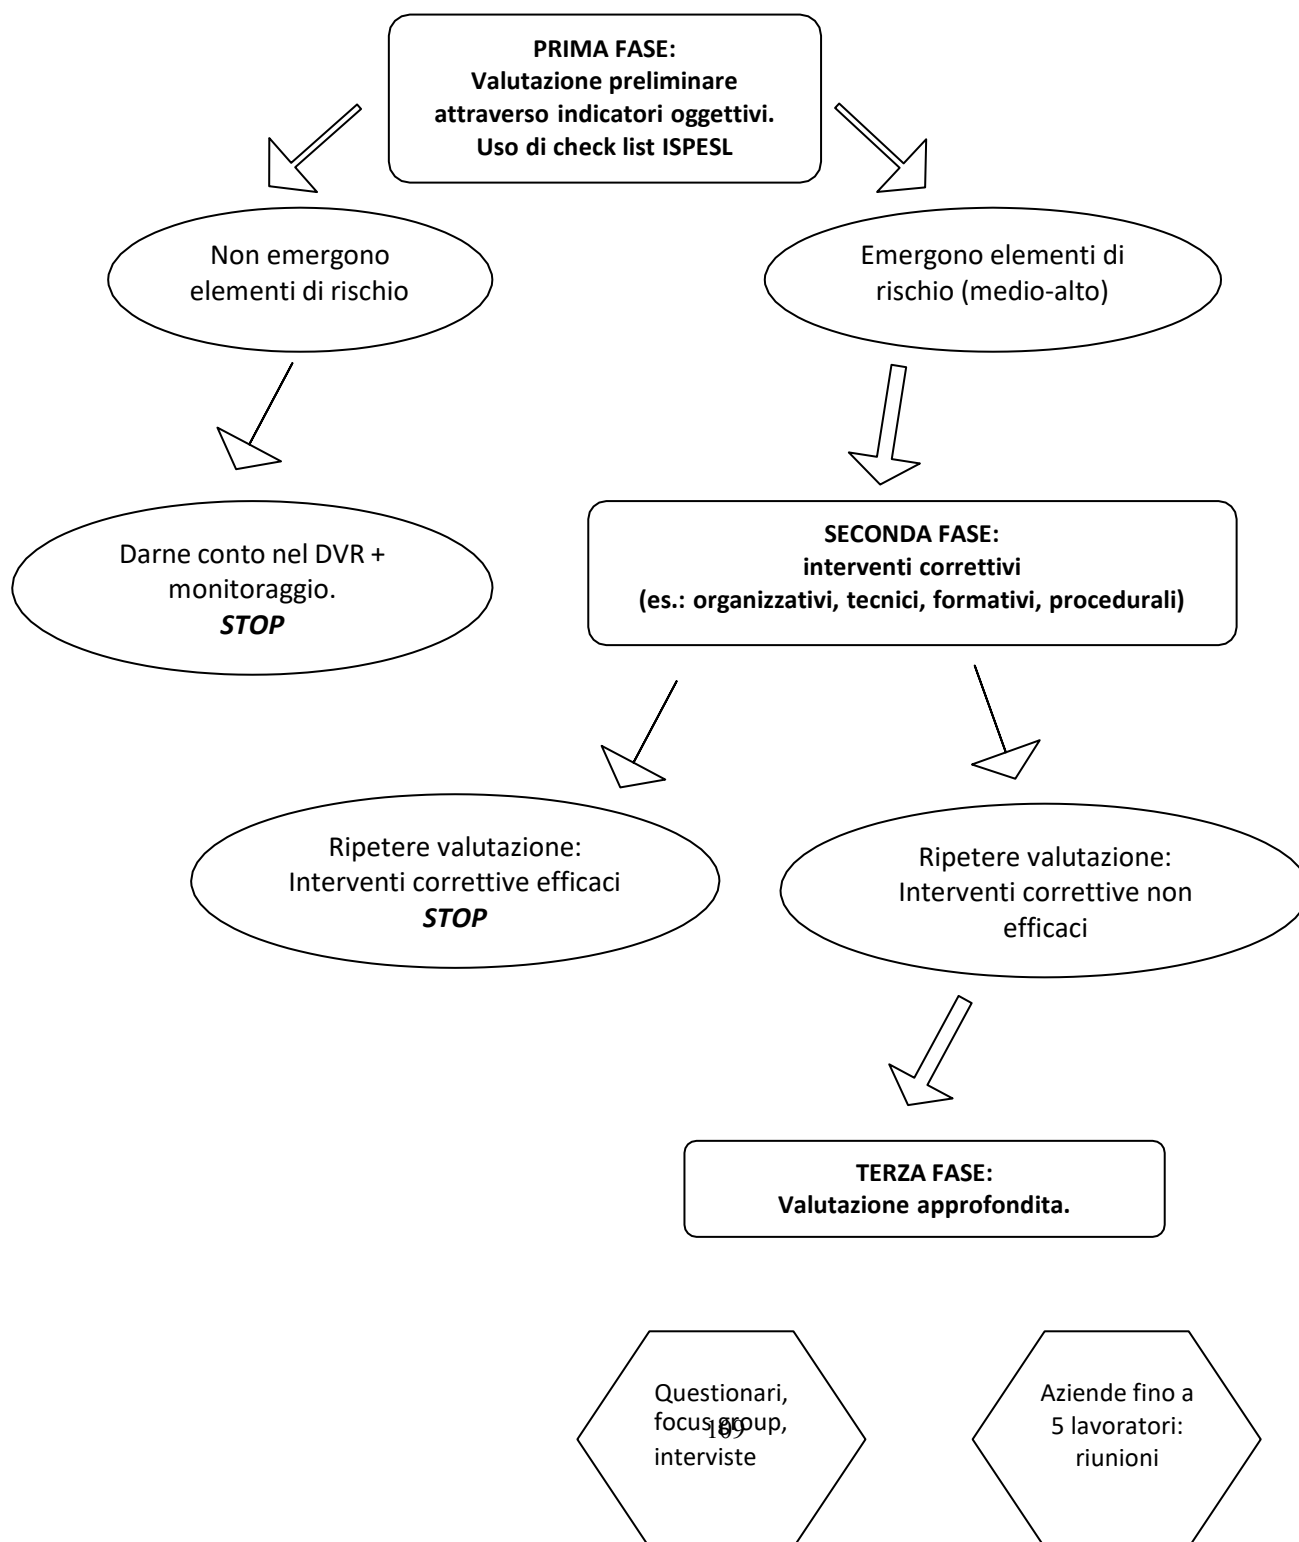 PRIMA FASE:
Valutazione preliminare
attraverso indicatori oggettivi.
Uso di check list ISPESL
Non emergono
elementi di rischio
Emergono elementi di
rischio (medio-alto)
Darne conto nel DVR +
monitoraggio.
STOP
SECONDA FASE:
interventi correttivi
(es.: organizzativi, tecnici, formativi, procedurali)
Ripetere valutazione:
Interventi correttive efficaci
STOP
Ripetere valutazione:
Interventi correttive non
efficaci
TERZA FASE:
Valutazione approfondita.
Questionari,
focus group,
interviste
169
Aziende fino a
5 lavoratori:
riunioni